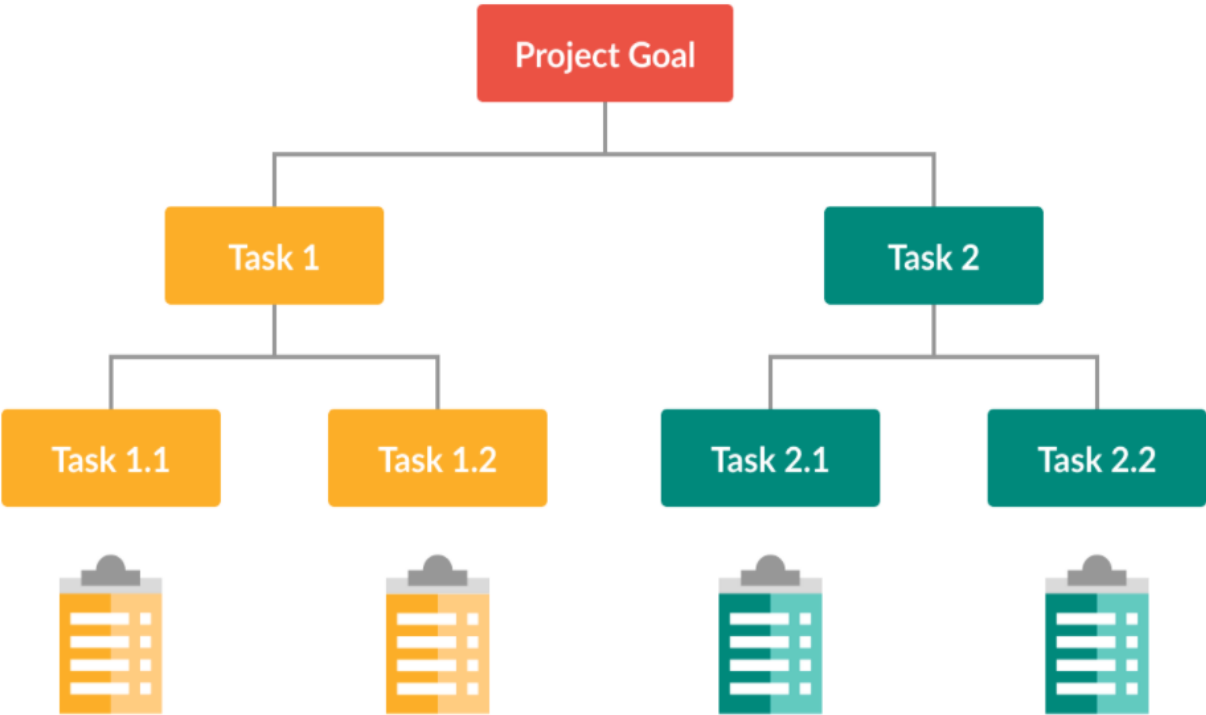 Project Goal
Task 1
Task 2
Task 1.1
Task 1.2
Task 2.1
Task 2.2